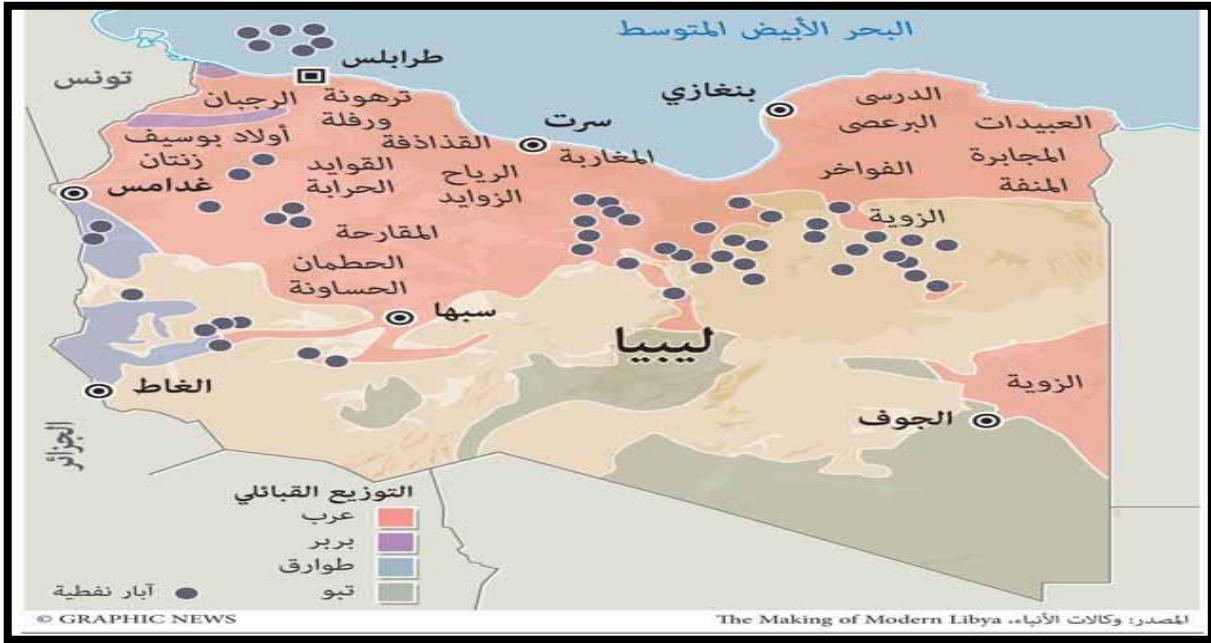 البحر الأبيض المتوسط
تونس
طرابلس
بنغازي
سرت
غدامس
سبها
الغاط
الجوف
ليبيا
الجزائر
الرجبان
ترهونة
ورفلة
أولاد بوسيف
زنتان
القذاذفة
القوايد
الحرابة
الرياح
الزوايد
المغاربة
المقارحة
الحطمان
الحساونة
الدرسى
البرعصى
العبيدات
المجابرة
المنفة
الفواخر
الزوية
الزوية
التوزيع القبائلي
عرب
بربر
طوارق
تبو
آبار نفطية
© GRAPHIC NEWS
المصدر: وكالات الأنباء، The Making of Modern Libya